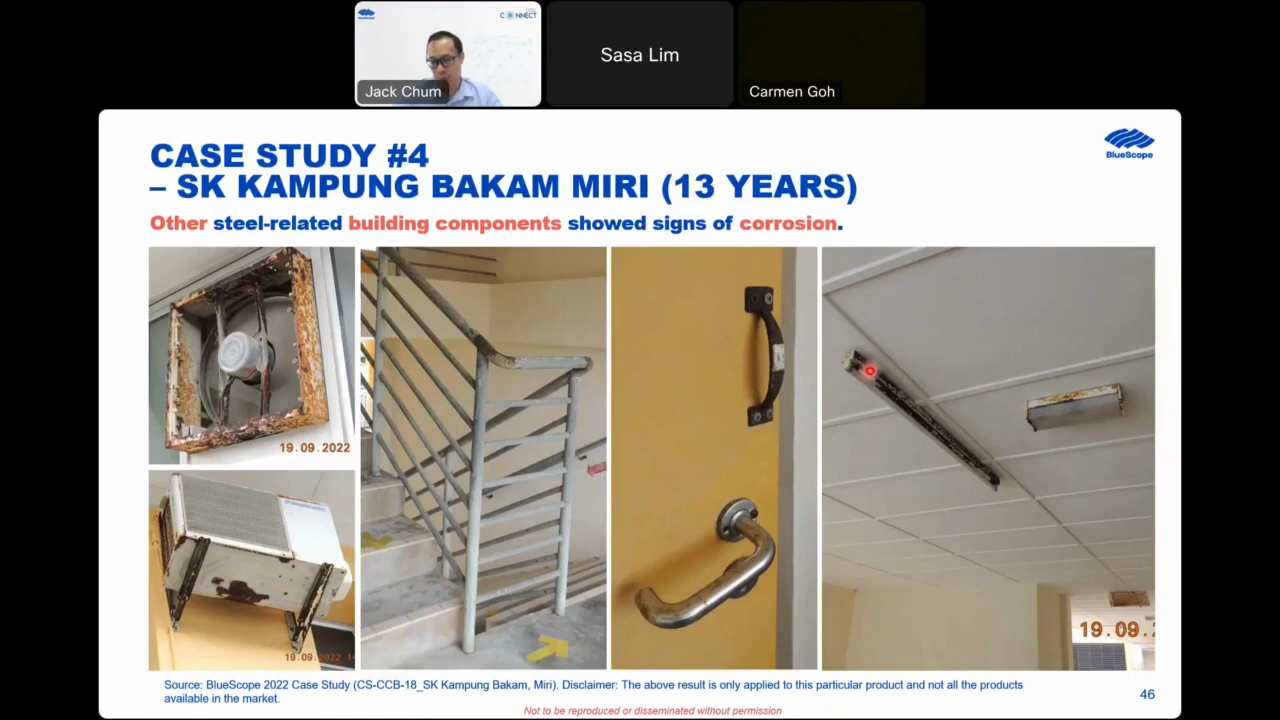 BlueScope
CONNECT
Jack Chum
Sasa Lim
Carmen Goh
CASE STUDY #4
– SK KAMPUNG BAKAM MIRI (13 YEARS)
BlueScope
Other steel-related building components showed signs of corrosion.
19.09.2022
19.09.2022 1
19.09.2
Source: BlueScope 2022 Case Study (CS-CCB-18_SK Kampung Bakam, Miri). Disclaimer: The above result is only applied to this particular product and not all the products
available in the market.
46
Not to be reproduced or disseminated without permission